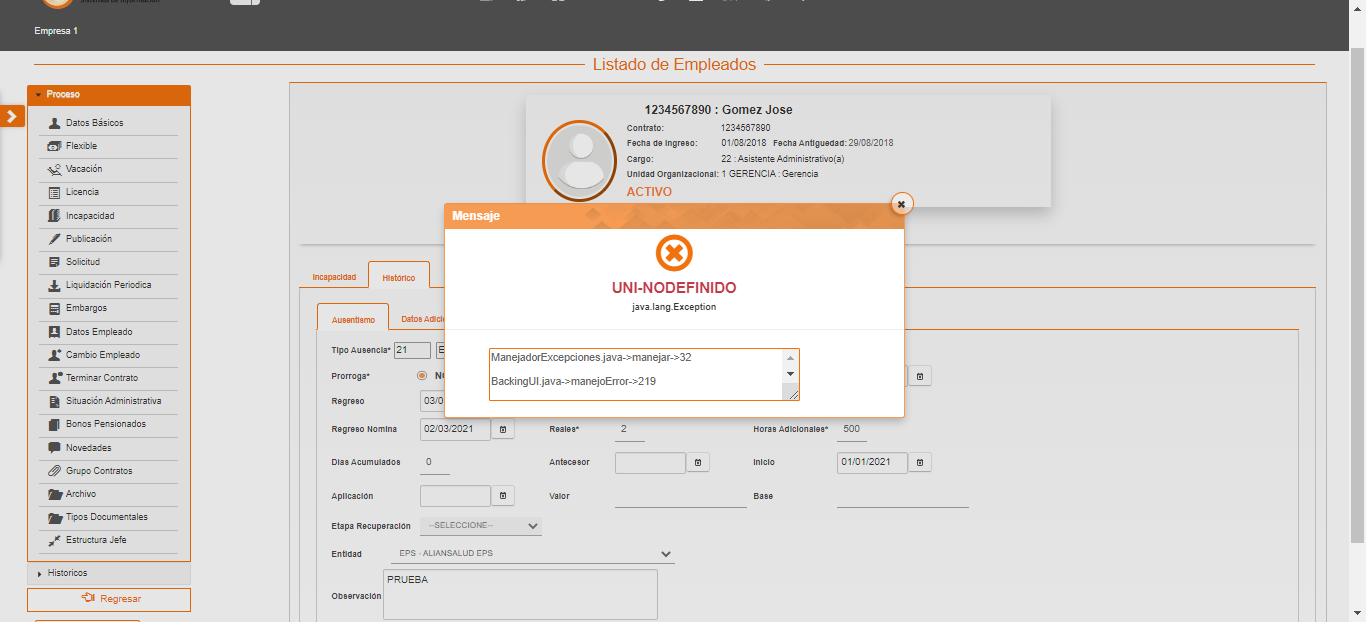 Empresa 1
Listado de Empleados
Proceso
Datos Básicos
Flexible
Vacación
Licencia
Incapacidad
Publicación
Solicitud
Liquidación Periodica
Embargos
Datos Empleado
Cambio Empleado
Terminar Contrato
Situación Administrativa
Bonos Pensionados
Novedades
Grupo Contratos
Archivo
Tipos Documentales
Estructura Jefe
Historicos
Regresar
1234567890 : Gomez Jose
Contrato: 1234567890
Fecha de Ingreso: 01/08/2018 Fecha Antiguedad: 29/08/2018
Cargo: 22 : Asistente Administrativo(a)
Unidad Organizacional: 1 GERENCIA : Gerencia
ACTIVO
Mensaje
UNI-NODEFINIDO
java.lang.Exception
ManejadorExcepciones.java->manejar->32
BackingUI.java->manejoError->219
Incapacidad Histórico
Ausentismo
Tipo Ausencia* 21
Prorroga*
Regreso
Regreso Nomina 02/03/2021 Reales* 2 Horas Adicionales* 500
Dias Acumulados 0 Antecesor Inicio 01/01/2021
Aplicación Valor Base
Etapa Recuperación --SELECCIONE--
Entidad EPS - ALIANSALUD EPS
Observación PRUEBA